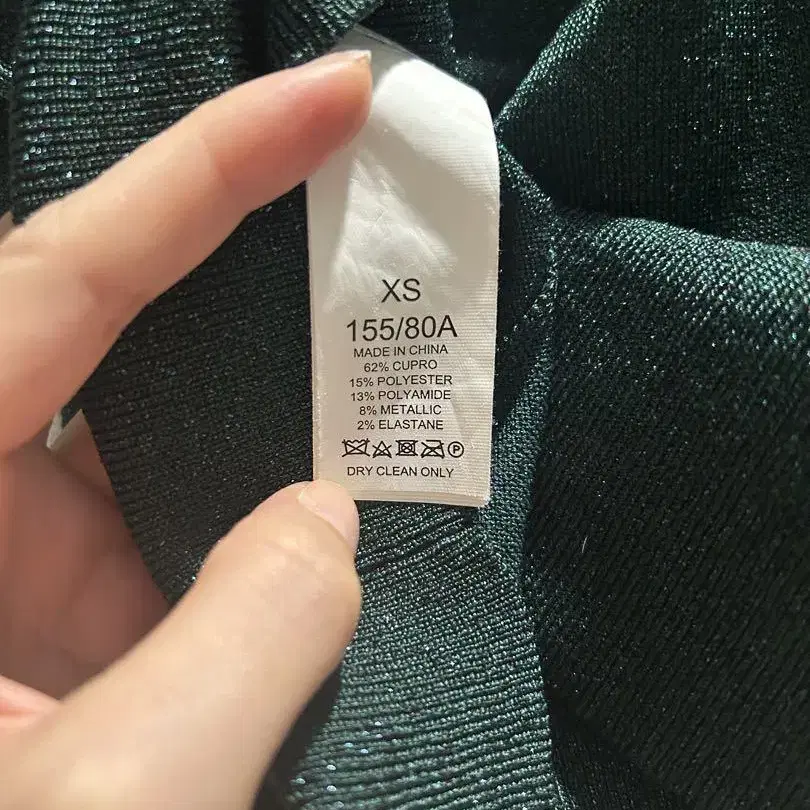 XS
155/80A
MADE IN CHINA
62% CUPRO
15% POLYESTER
13% POLYAMIDE
8% METALLIC
2% ELASTANE
P
DRY CLEAN ONLY